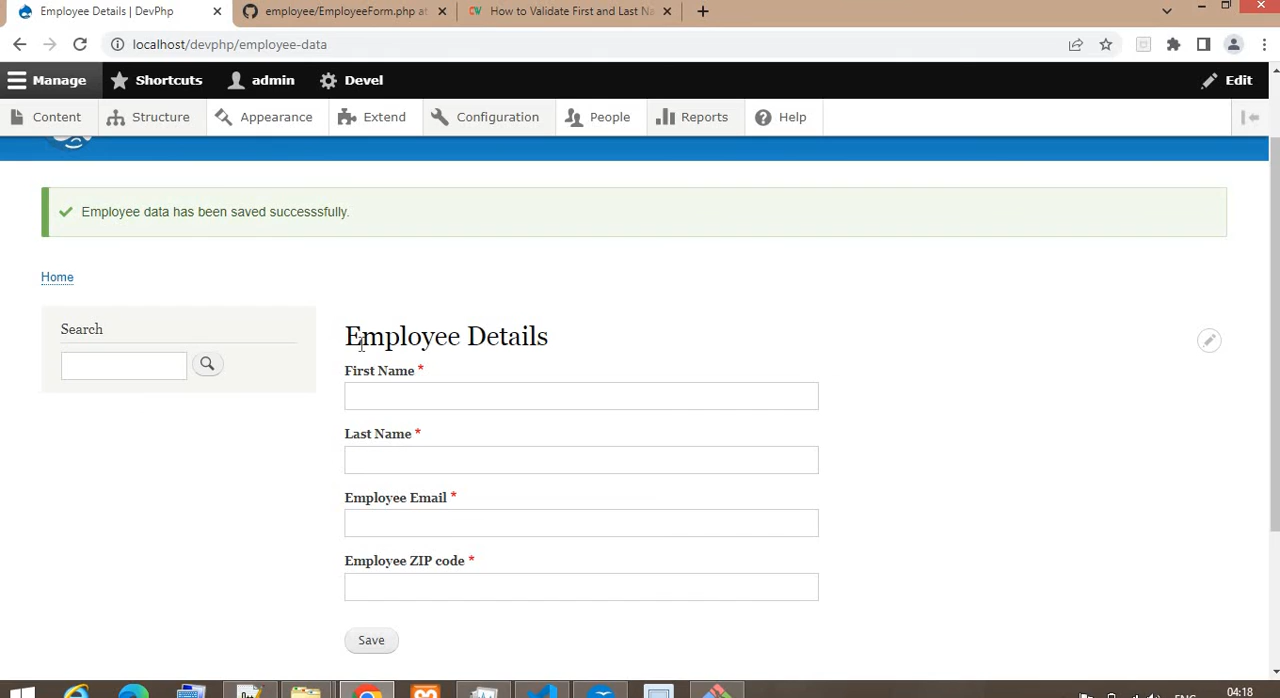 Employee Details | DevPhp
employee/EmployeeForm.php at
How to Validate First and Last Na
localhost/devphp/employee-data
Manage
Shortcuts
admin
Devel
Edit
Content
Structure
Appearance
Extend
Configuration
People
Reports
Help
Employee data has been saved successsfully.
Home
Search
Employee Details
First Name *
Last Name *
Employee Email *
Employee ZIP code *
Save
04:18